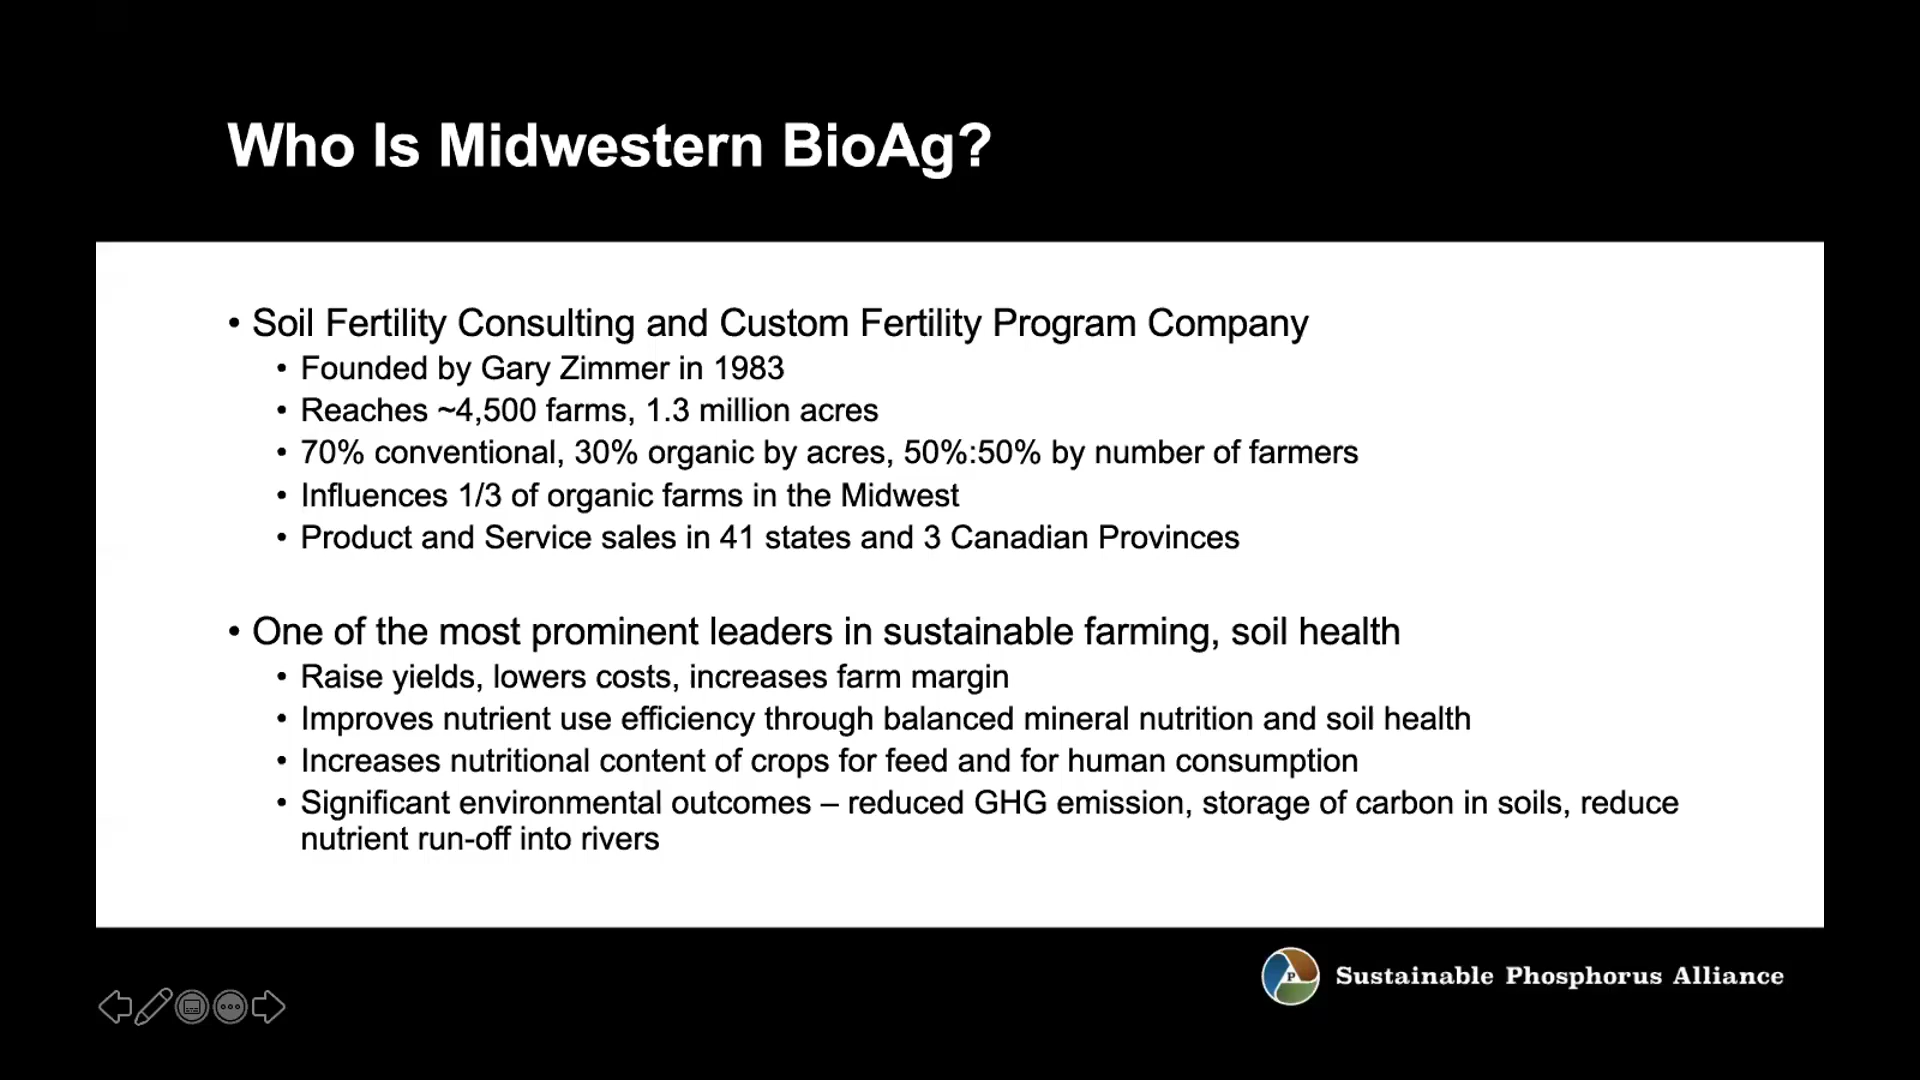 Who Is Midwestern BioAg?
• Soil Fertility Consulting and Custom Fertility Program Company
• Founded by Gary Zimmer in 1983
• Reaches ~4,500 farms, 1.3 million acres
• 70% conventional, 30% organic by acres, 50%:50% by number of farmers
• Influences 1/3 of organic farms in the Midwest
• Product and Service sales in 41 states and 3 Canadian Provinces
• One of the most prominent leaders in sustainable farming, soil health
• Raise yields, lowers costs, increases farm margin
• Improves nutrient use efficiency through balanced mineral nutrition and soil health
• Increases nutritional content of crops for feed and for human consumption
• Significant environmental outcomes – reduced GHG emission, storage of carbon in soils, reduce
nutrient run-off into rivers
P
Sustainable Phosphorus Alliance